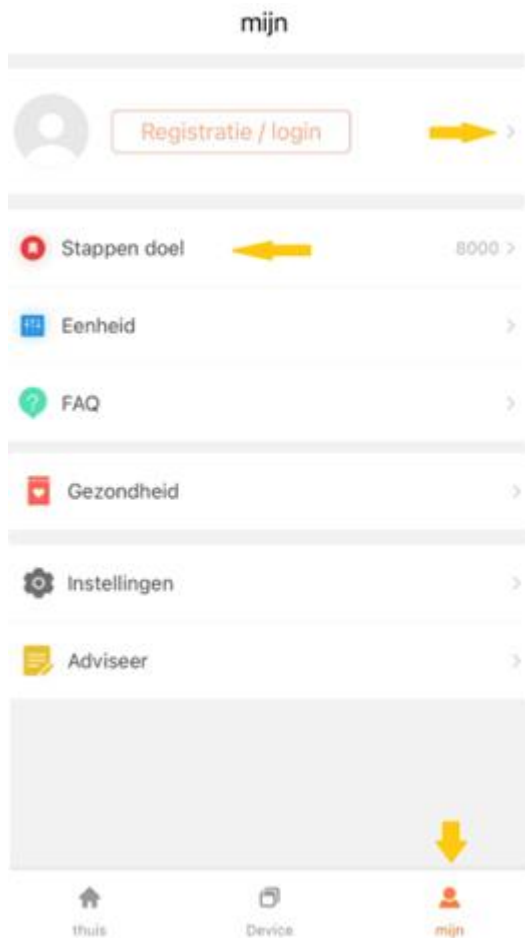 mijn
Registratie / login
Stappen doel 8000
Eenheid
FAQ
Gezondheid
Instellingen
Adviseer
thuis Device mijn